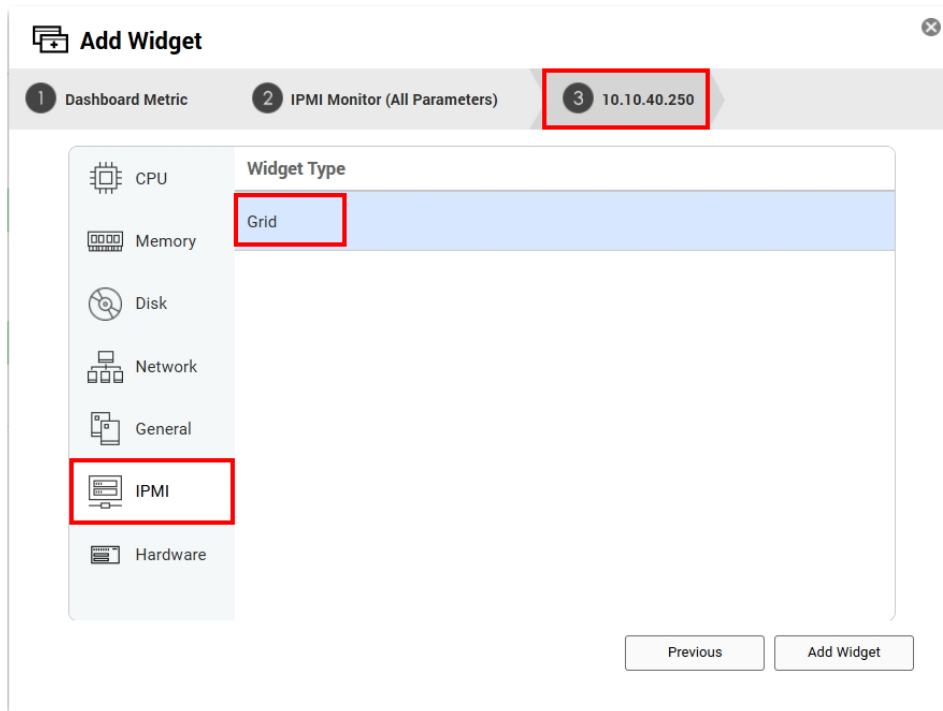 Add Widget
1 Dashboard Metric
2 IPMI Monitor (All Parameters)
3 10.10.40.250
CPU
Memory
Disk
Network
General
IPMI
Hardware
Widget Type
Grid
Previous
Add Widget